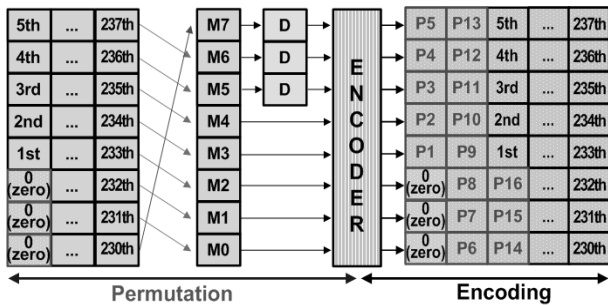 5th ... 237th M7 D P5 P13 5th ... 237th
4th ... 236th M6 D P4 P12 4th ... 236th
3rd ... 235th M5 D P3 P11 3rd ... 235th
2nd ... 234th M4 P2 P10 2nd ... 234th
1st ... 233th M3 P1 P9 1st ... 233th
0 (zero) ... 232th M2 0 (zero) P8 P16 ... 232th
0 (zero) ... 231th M1 0 (zero) P7 P15 ... 231th
0 (zero) ... 230th M0 0 (zero) P6 P14 ... 230th
ENCODER
Permutation Encoding